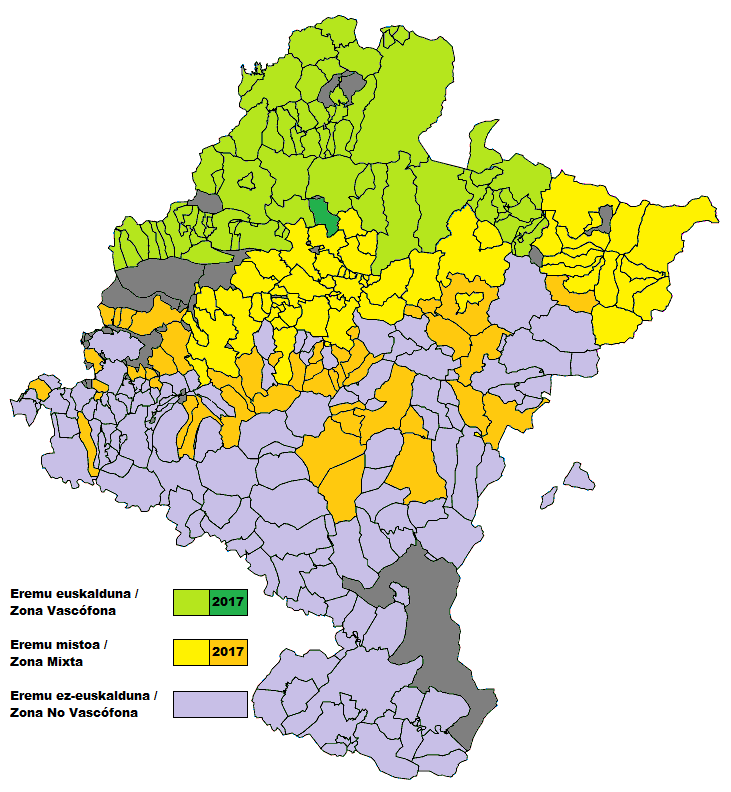 Eremu euskalduna /
Zona Vascófona
2017
Eremu mistoa /
Zona Mixta
2017
Eremu ez-euskalduna /
Zona No Vascófona